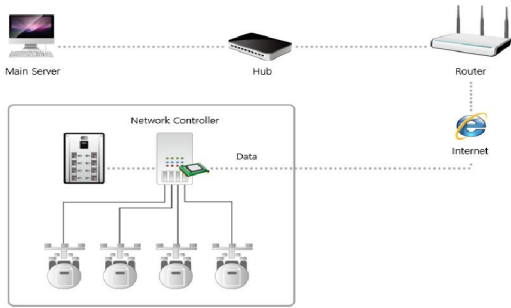 Main Server
Hub
Router
Internet
Network Controller
Data